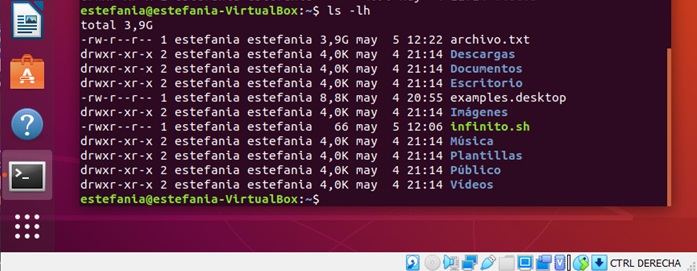 estefania@estefania-VirtualBox:~$ ls -lh
total 3,9G
-rw-r--r-- 1 estefania estefania 3,9G may  5 12:22 archivo.txt
drwxr-xr-x 2 estefania estefania 4,0K may  4 21:14 Descargas
drwxr-xr-x 2 estefania estefania 4,0K may  4 21:14 Documentos
drwxr-xr-x 2 estefania estefania 4,0K may  4 21:14 Escritorio
-rw-r--r-- 1 estefania estefania 8,8K may  4 20:55 examples.desktop
drwxr-xr-x 2 estefania estefania 4,0K may  4 21:14 Imágenes
-rwxr--r-- 1 estefania estefania   66 may  5 12:06 infinito.sh
drwxr-xr-x 2 estefania estefania 4,0K may  4 21:14 Música
drwxr-xr-x 2 estefania estefania 4,0K may  4 21:14 Plantillas
drwxr-xr-x 2 estefania estefania 4,0K may  4 21:14 Público
drwxr-xr-x 2 estefania estefania 4,0K may  4 21:14 Vídeos
estefania@estefania-VirtualBox:~$
CTRL DERECHA